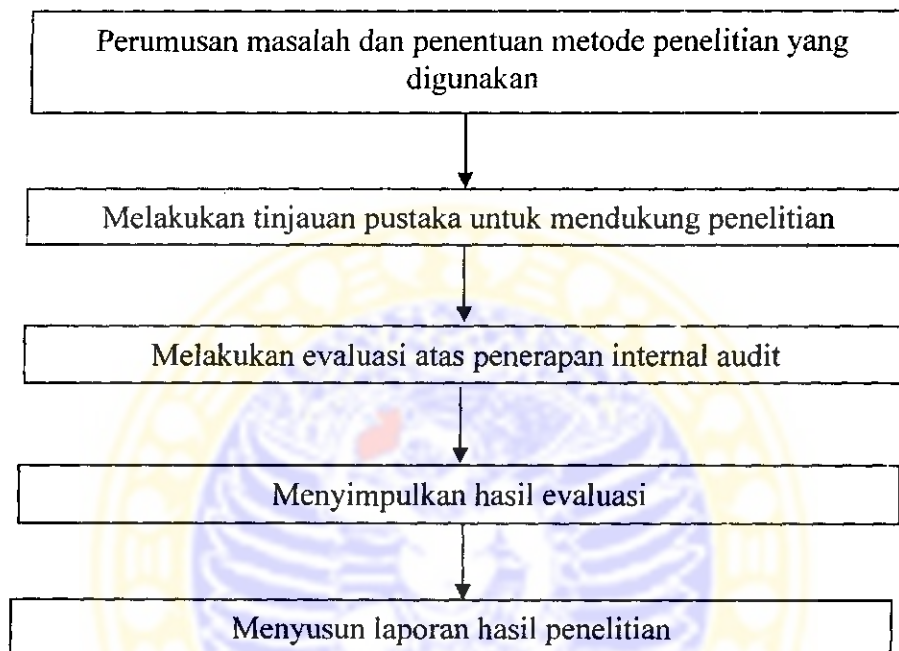 Perumusan masalah dan penentuan metode penelitian yang
digunakan
Melakukan tinjauan pustaka untuk mendukung penelitian
Melakukan evaluasi atas penerapan internal audit
Menyimpulkan hasil evaluasi
Menyusun laporan hasil penelitian